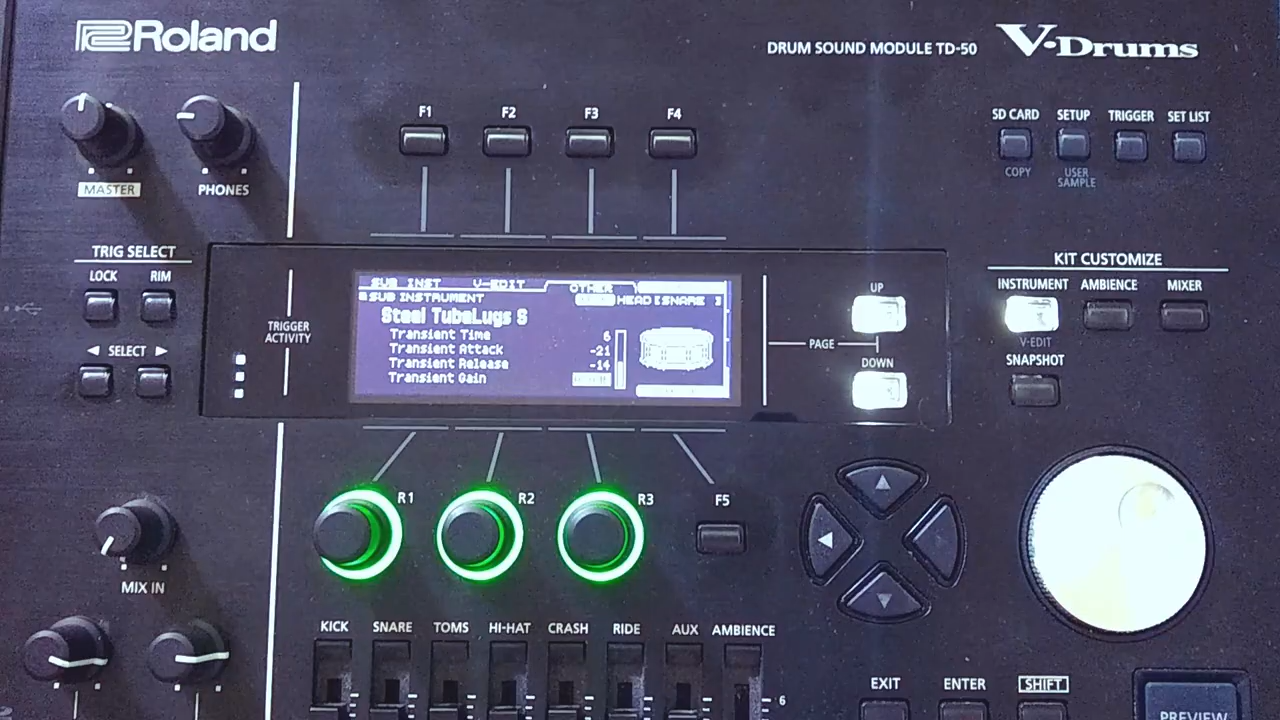 Roland
DRUM SOUND MODULE TD-50
V-Drums
F1 F2 F3 F4
SD CARD SETUP TRIGGER SET LIST
COPY USER SAMPLE
MASTER PHONES
TRIG SELECT
LOCK RIM
◄ SELECT ►
TRIGGER
ACTIVITY
SUB INST V-EDIT OTHER
SUB INSTRUMENT HEAD [SNARE ]
Steel TubeLugs S
Transient Time 6
Transient Attack -21
Transient Release -14
Transient Gain
UP
PAGE
DOWN
KIT CUSTOMIZE
INSTRUMENT AMBIENCE MIXER
V-EDIT
SNAPSHOT
R1 R2 R3 F5
MIX IN
KICK SNARE TOMS HI-HAT CRASH RIDE AUX AMBIENCE
6
EXIT ENTER SHIFT
PREVIEW